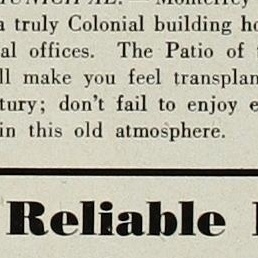 Monterrey
a truly Colonial building
al offices. The Patio of
ll make you feel transplan
tury; don't fail to enjoy
in this old atmosphere.
Reliable